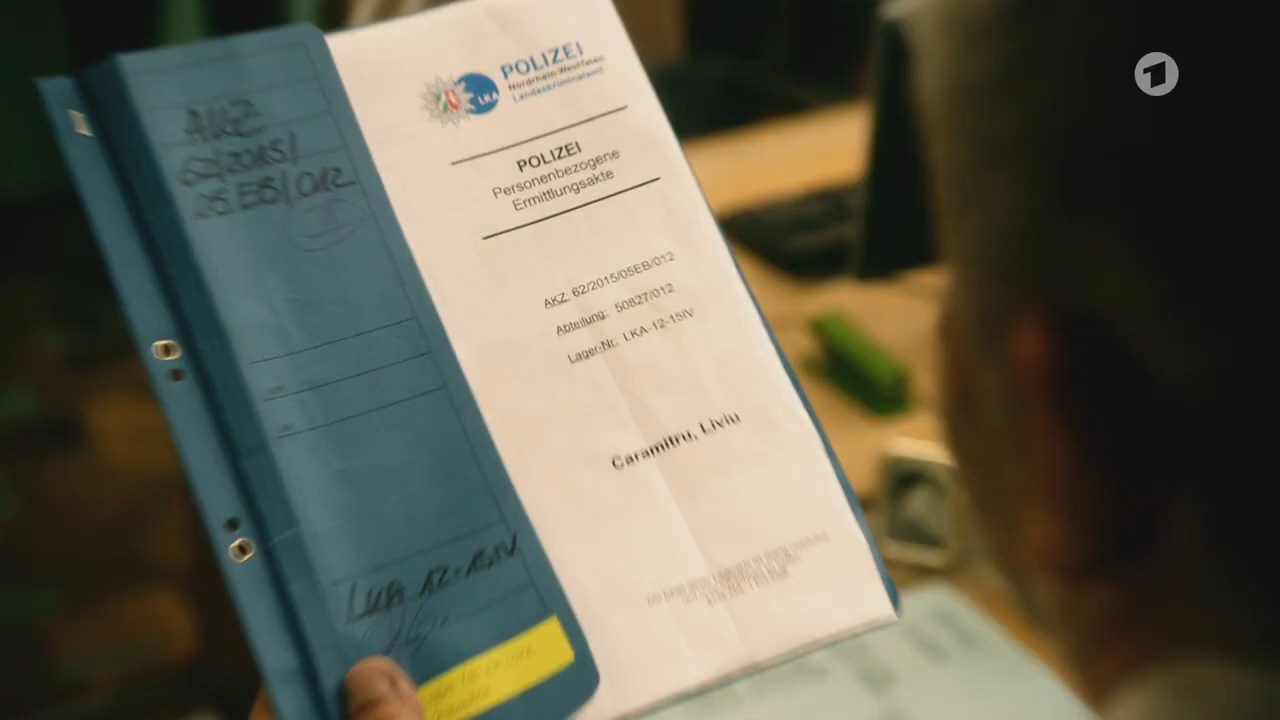 AKZ
62/2015/
05EB/012
LKA 12-15IV
POLIZEI
Nordrhein-Westfalen
Landeskriminalamt
LKA
POLIZEI
Personenbezogene
Ermittlungsakte
AKZ: 62/2015/05EB/012
Abteilung: 50827/012
Lager-Nr: LKA-12-15IV
Caramitru, Liviu
1